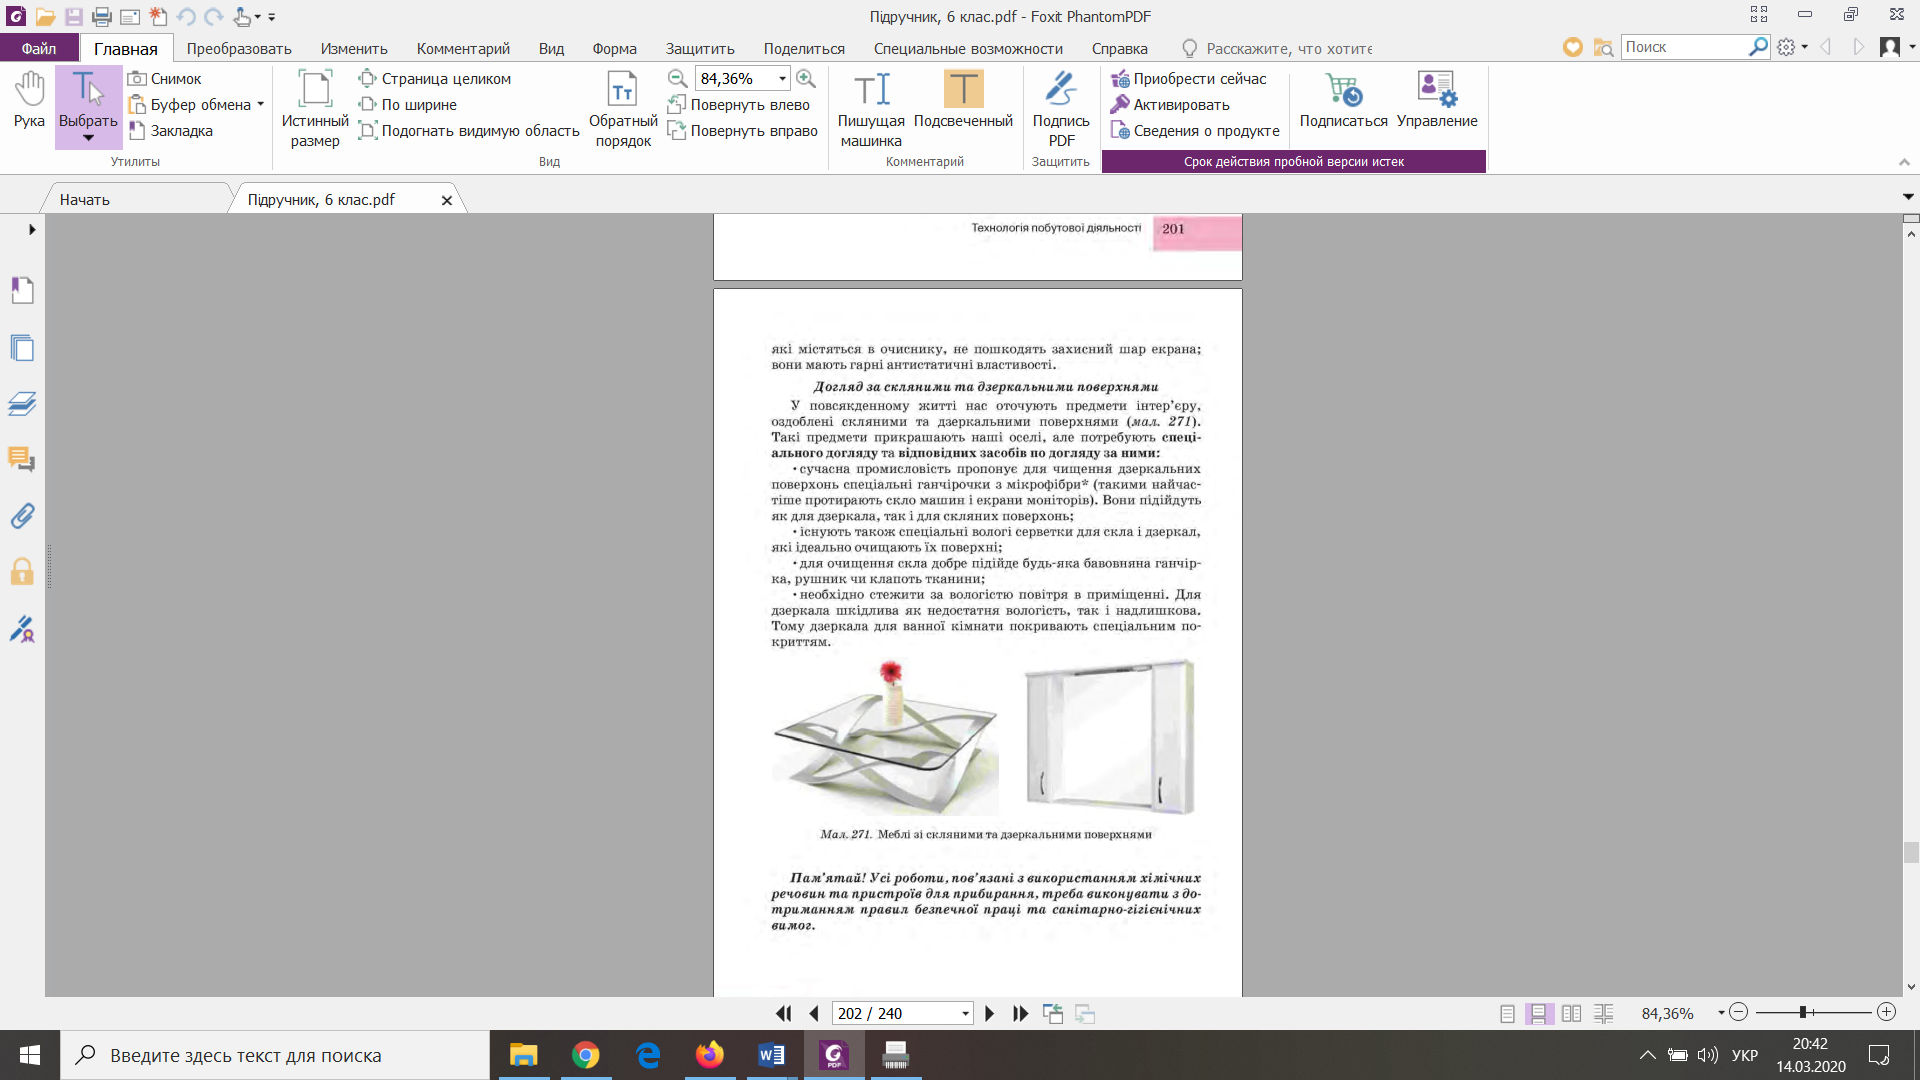 Підручник, 6 клас.pdf - Foxit PhantomPDF
Файл Главная Преобразовать Изменить Комментарий Вид Форма Защитить Поделиться Специальные возможности Справка Расскажите, что хотите Поиск
Рука
Выбрать
Снимок
Буфер обмена
Закладка
Утилиты
Истинный
размер
Страница целиком
По ширине
Подогнать видимую область
Обратный
порядок
84,36%
Повернуть влево
Повернуть вправо
Вид
Пишущая
машинка
Подсвеченный
Комментарий
Подпись
PDF
Защитить
Приобрести сейчас
Активировать
Сведения о продукте
Подписаться
Управление
Срок действия пробной версии истек
Начать
Підручник, 6 клас.pdf
Технологія побутової діяльності 201
які містяться в очиснику, не пошкодять захисний шар екрана;
вони мають гарні антистатичні властивості.
Догляд за скляними та дзеркальними поверхнями
У повсякденному житті нас оточують предмети інтер’єру,
оздоблені скляними та дзеркальними поверхнями (мал. 271).
Такі предмети прикрашають наші оселі, але потребують спеці-
ального догляду та відповідних засобів по догляду за ними:
• сучасна промисловість пропонує для чищення дзеркальних
поверхонь спеціальні ганчірочки з мікрофібри* (такими найчас-
тіше протирають скло машин і екрани моніторів). Вони підійдуть
як для дзеркала, так і для скляних поверхонь;
• існують також спеціальні вологі серветки для скла і дзеркал,
які ідеально очищають їх поверхні;
• для очищення скла добре підійде будь-яка бавовняна ганчір-
ка, рушник чи клапоть тканини;
• необхідно стежити за вологістю повітря в приміщенні. Для
дзеркала шкідлива як недостатня вологість, так і надлишкова.
Тому дзеркала для ванної кімнати покривають спеціальним по-
криттям.
Мал. 271. Меблі зі скляними та дзеркальними поверхнями
Пам’ятай! Усі роботи, пов’язані з використанням хімічних
речовин та пристроїв для прибирання, треба виконувати з до-
триманням правил безпечної праці та санітарно-гігієнічних
вимог.
202 / 240
84,36%
Введите здесь текст для поиска
УКР
20:42
14.03.2020